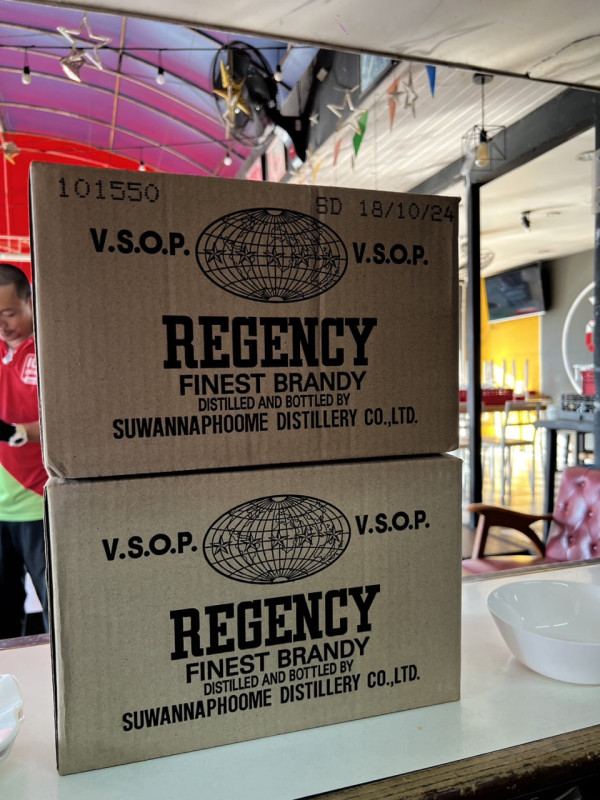 101550
SD 18/10/24
V.S.O.P. V.S.O.P.
REGENCY
FINEST BRANDY
DISTILLED AND BOTTLED BY
SUWANNAPHOOME DISTILLERY CO.,LTD.
V.S.O.P. V.S.O.P.
REGENCY
FINEST BRANDY
DISTILLED AND BOTTLED BY
SUWANNAPHOOME DISTILLERY CO.,LTD.